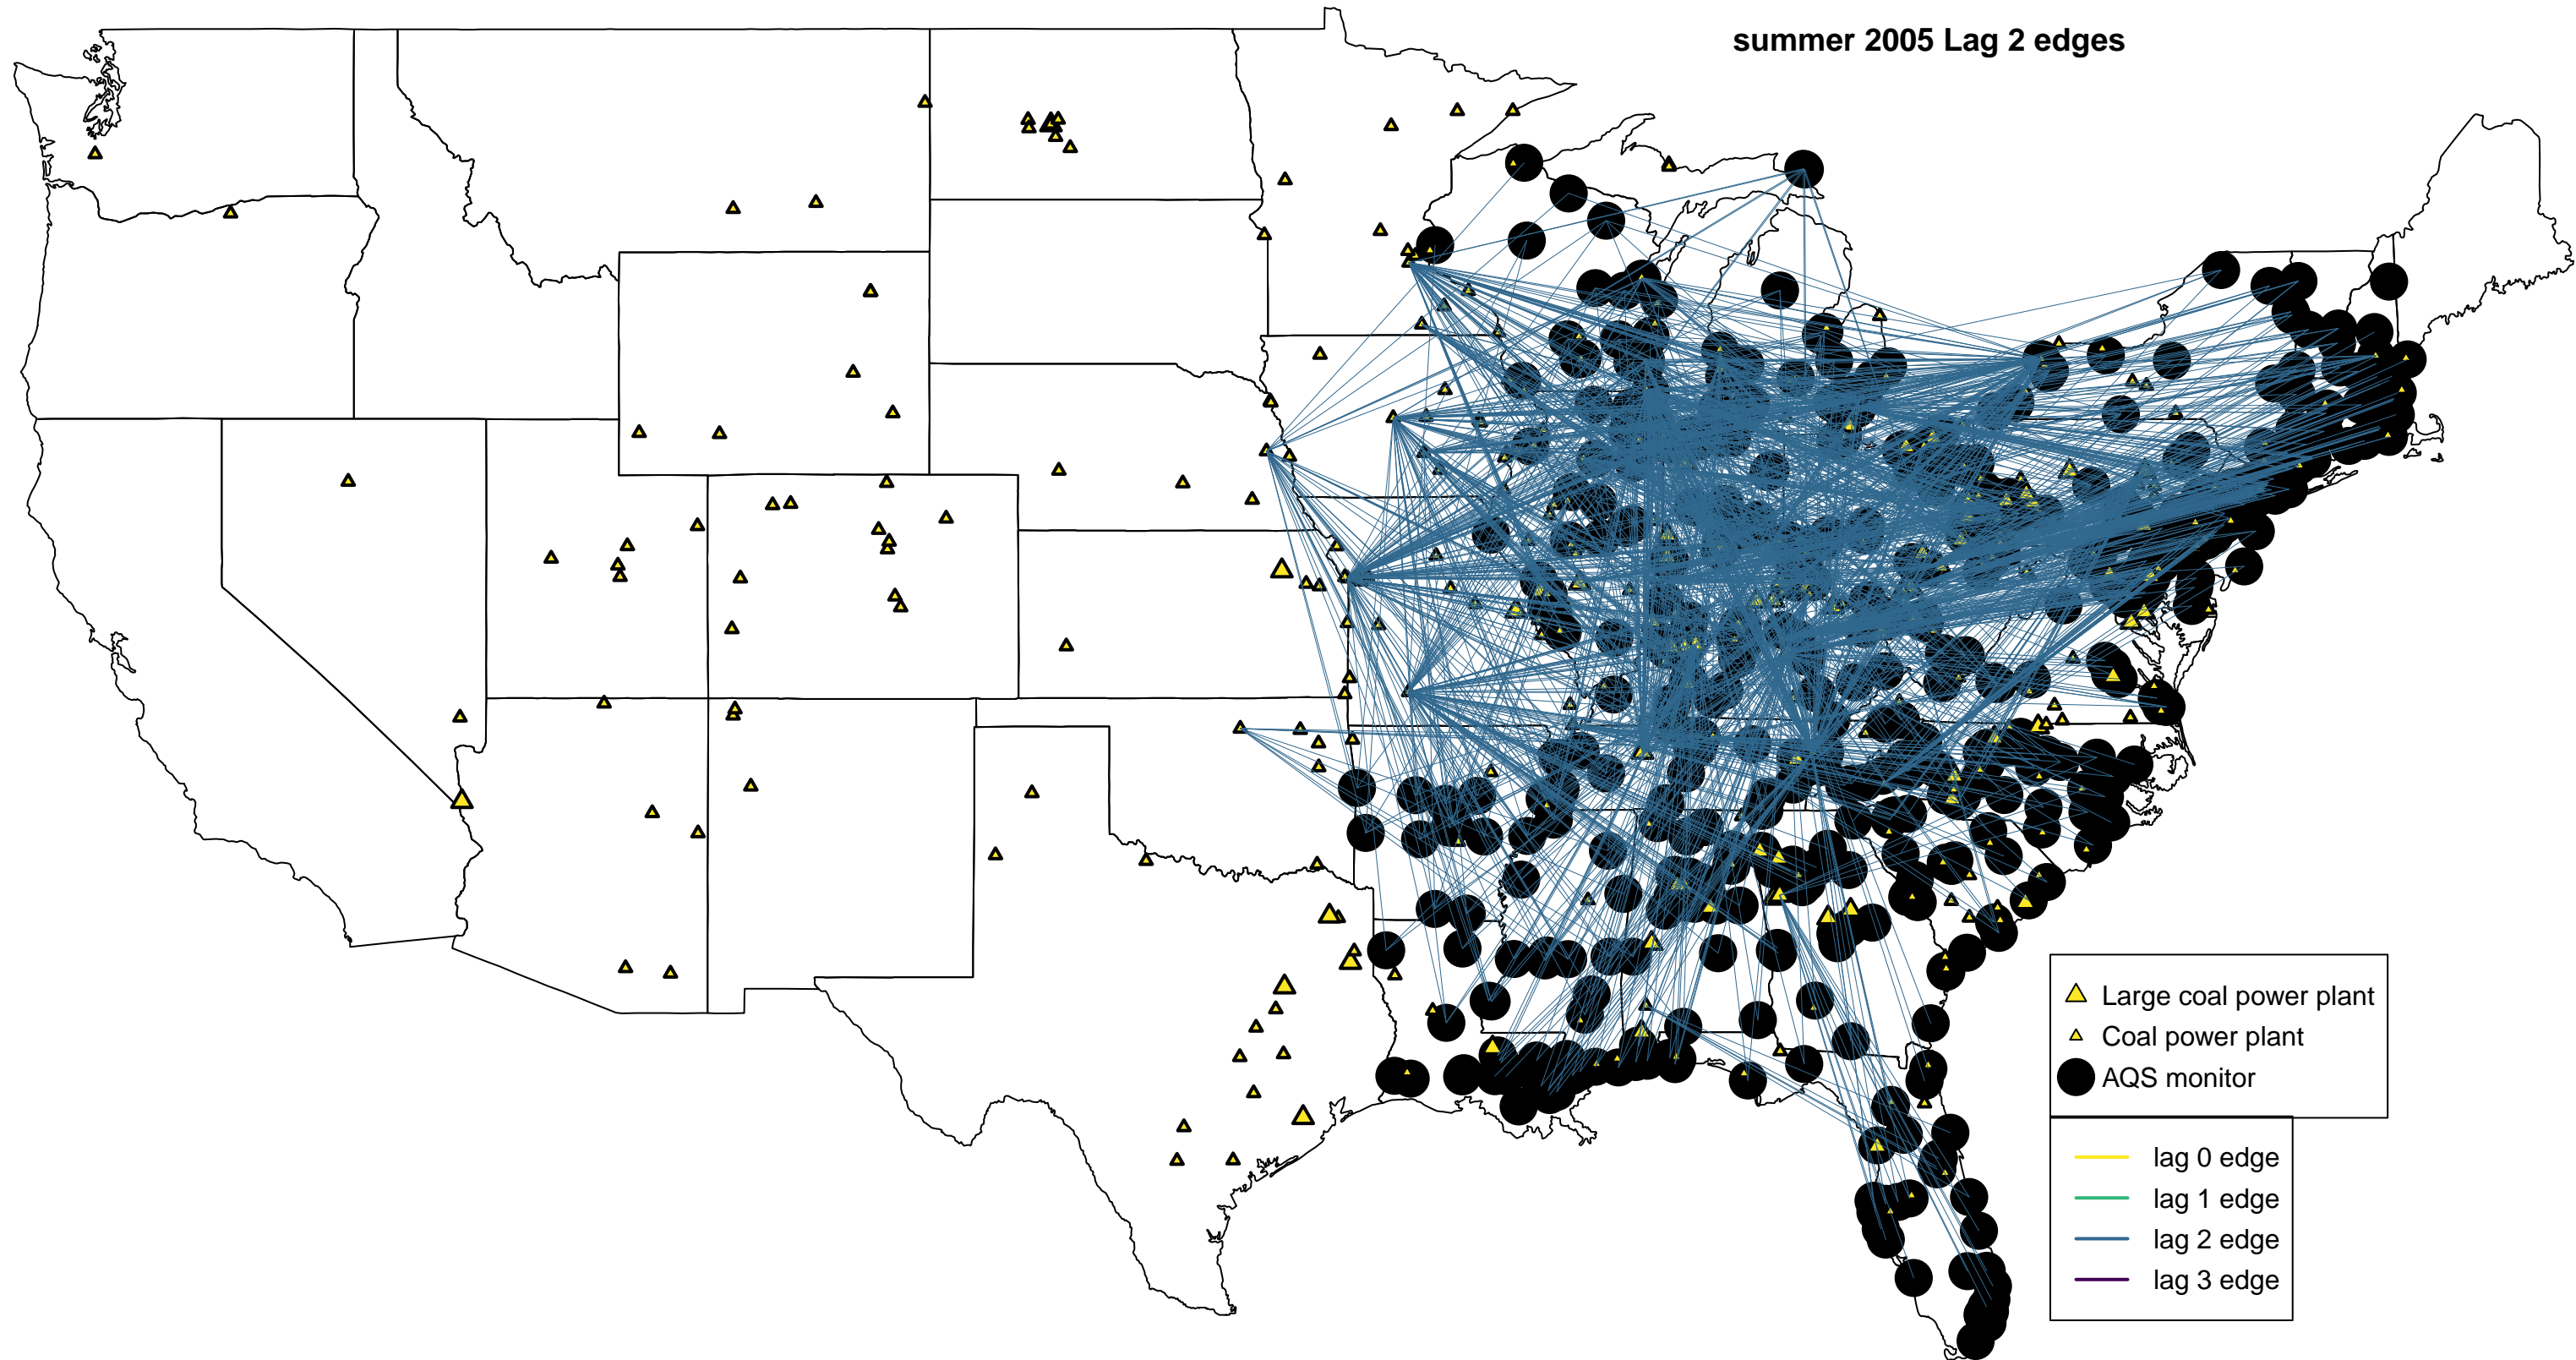 summer 2005 Lag 2 edges
Large coal power plant
Coal power plant
AQS monitor
lag 0 edge
lag 1 edge
lag 2 edge
lag 3 edge